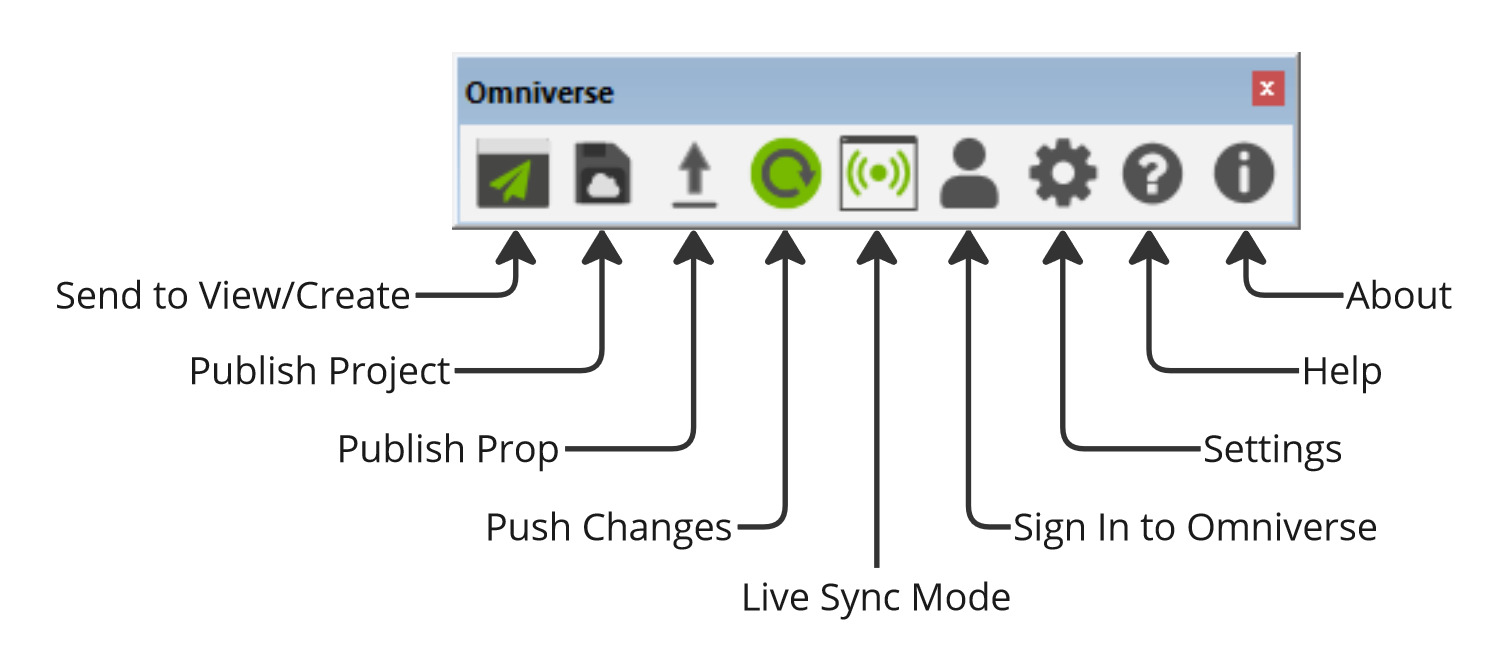 Omniverse
x
Send to View/Create
About
Publish Project
Help
Publish Prop
Settings
Push Changes
Sign In to Omniverse
Live Sync Mode